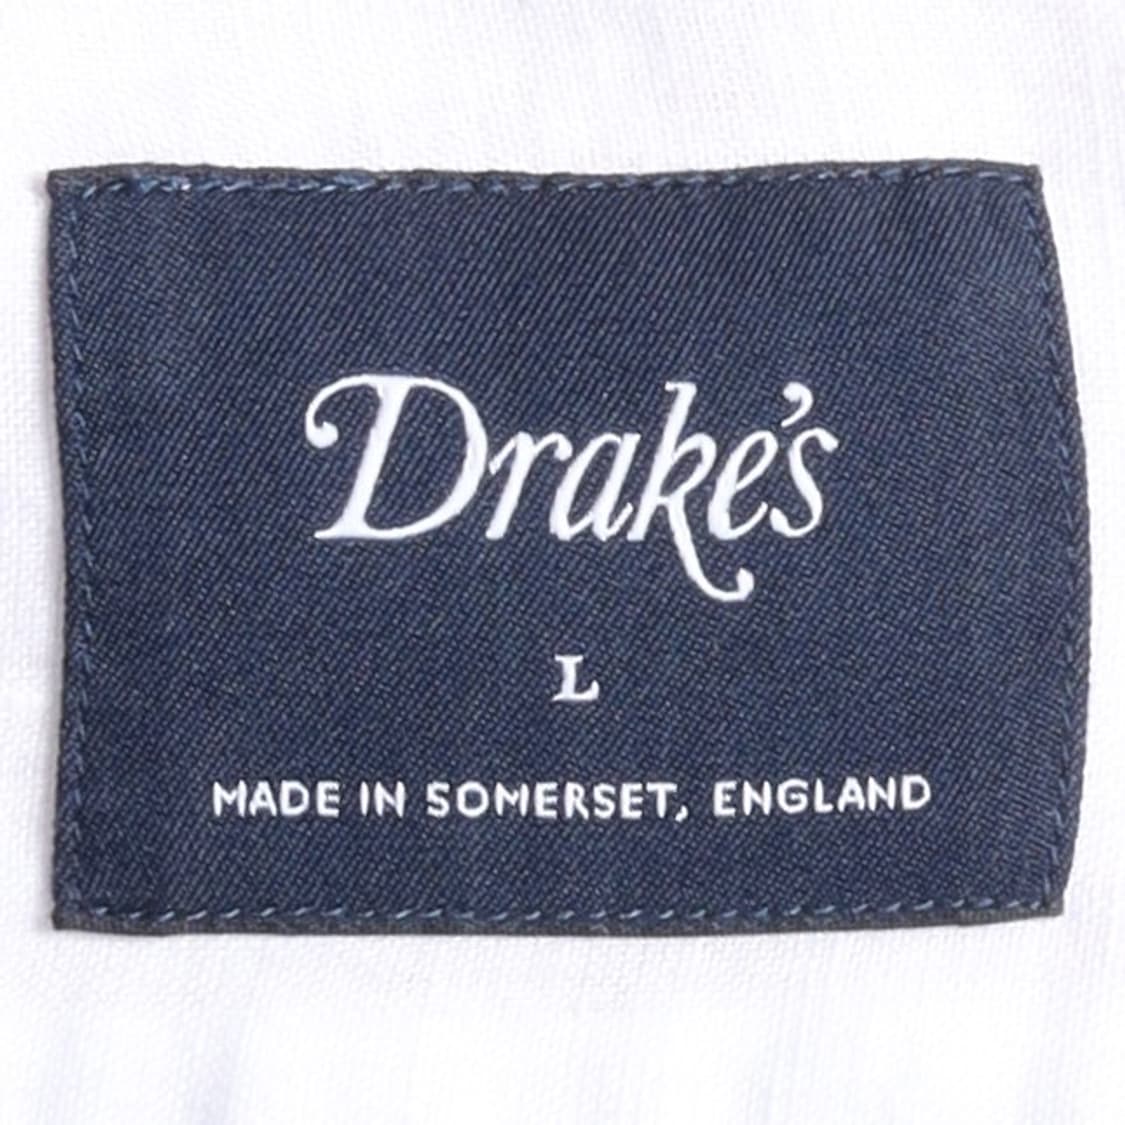 Drake's
L
MADE IN SOMERSET, ENGLAND